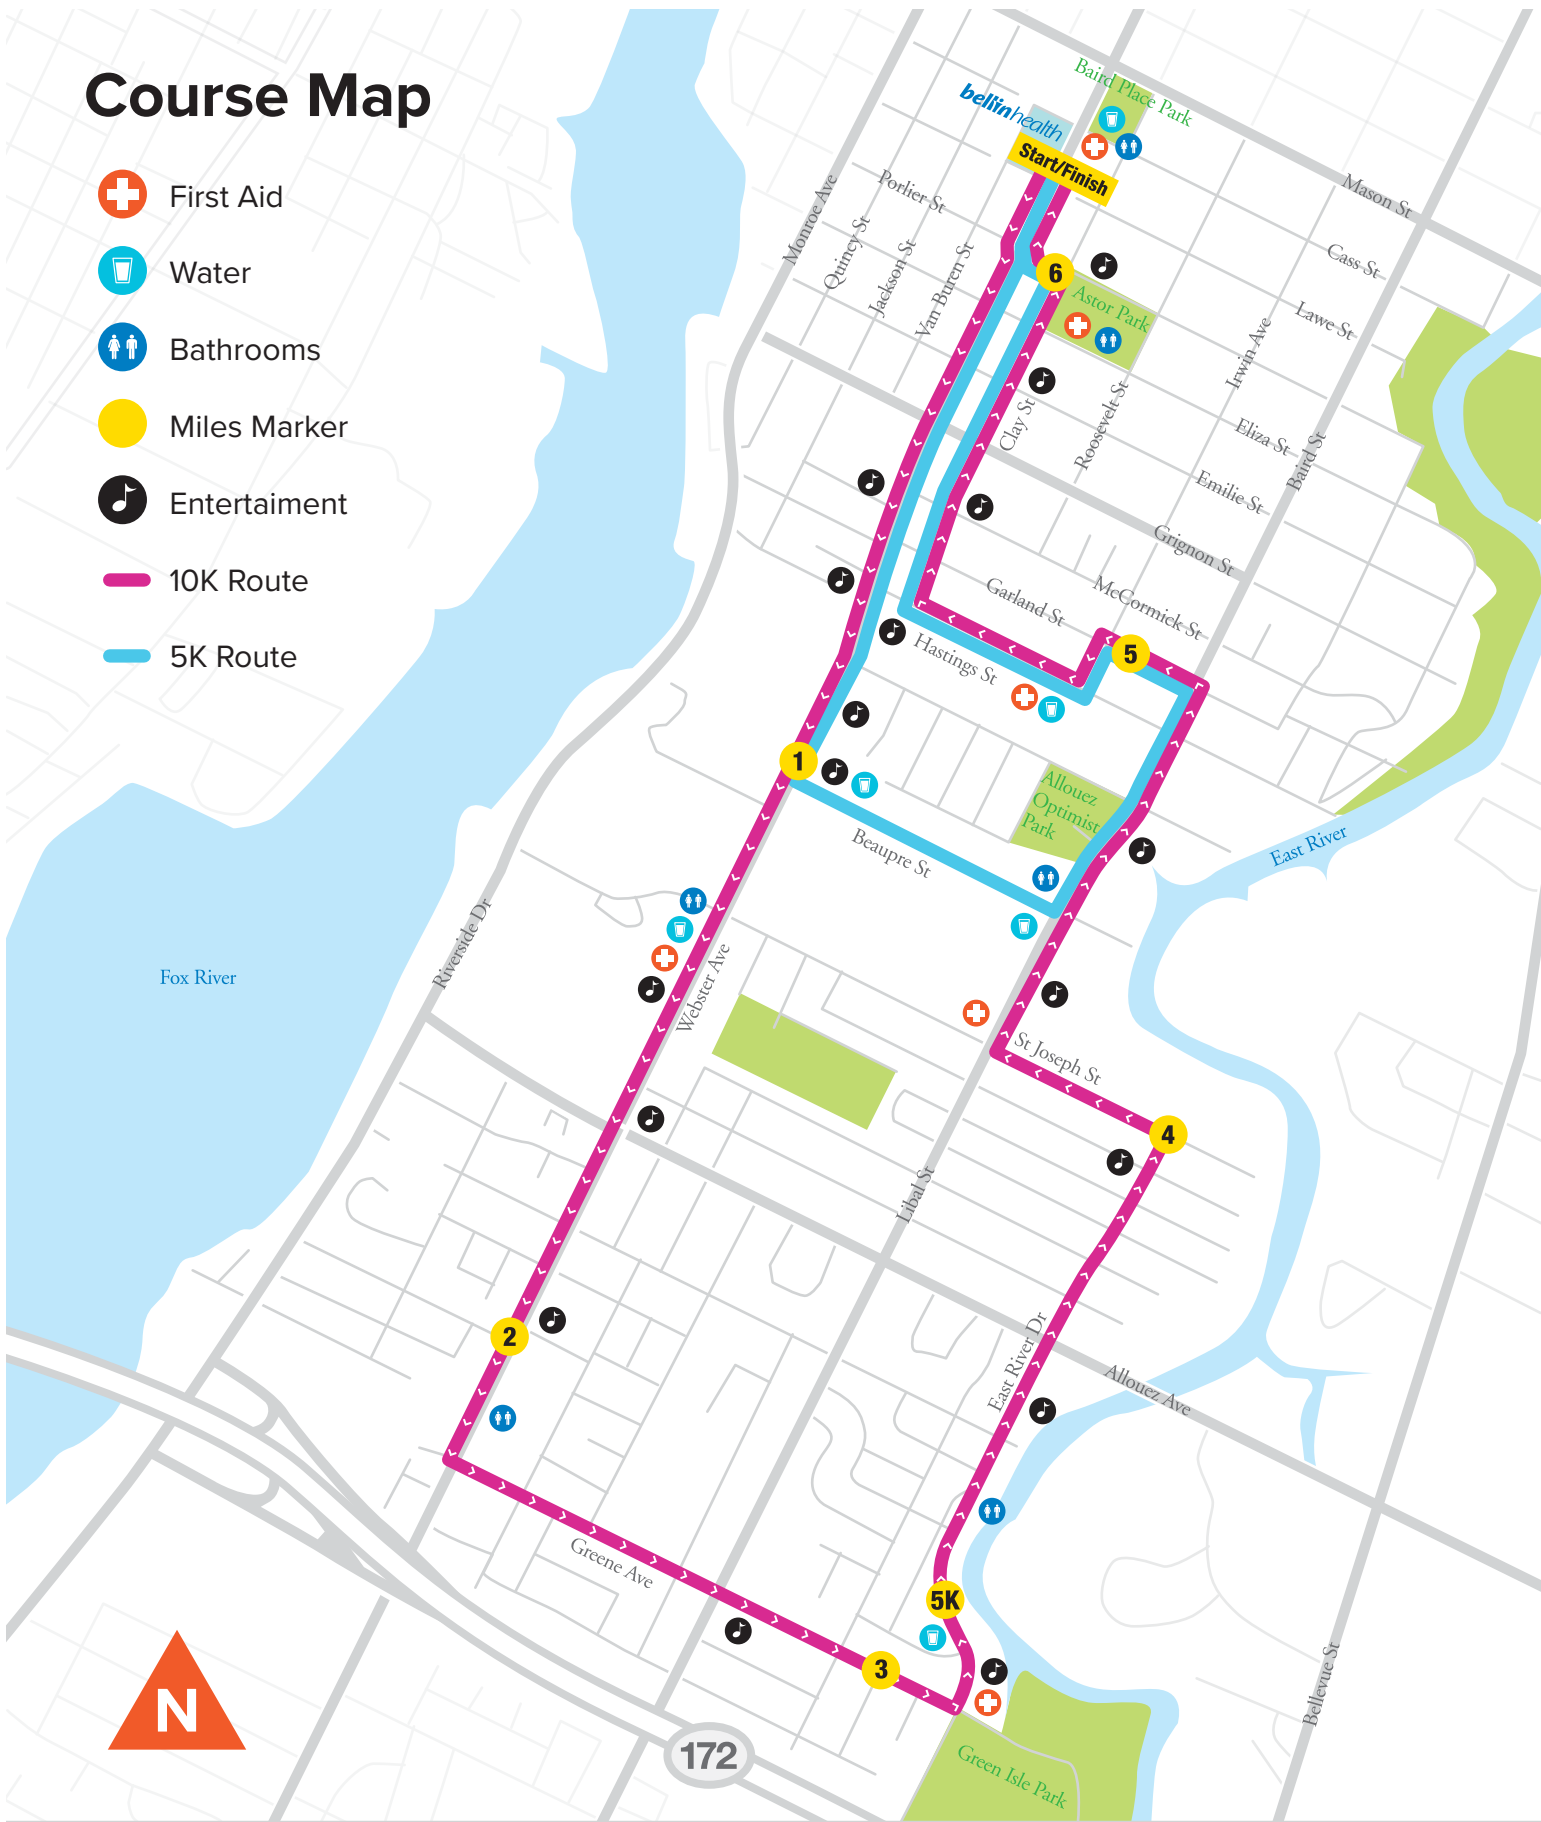 Course Map
First Aid
Water
Bathrooms
Miles Marker
Entertaiment
10K Route
5K Route
Baird Place Park
bellinhealth
Start/Finish
Mason St
Porlier St
Monroe Ave
Quincy St
Jackson St
Van Buren St
Cass St
6
Astor Park
Lawe St
Irwin Ave
Clay St
Roosevelt St
Eliza St
Baird St
Emilie St
Grignon St
Garland St
McCormick St
Hastings St
5
1
Allouez
Optimist
Park
Beaupre St
East River
Riverside Dr
Fox River
Webster Ave
St Joseph St
4
Libal St
2
East River Dr
Allouez Ave
Greene Ave
5K
3
Bellevue St
N
172
Green Isle Park